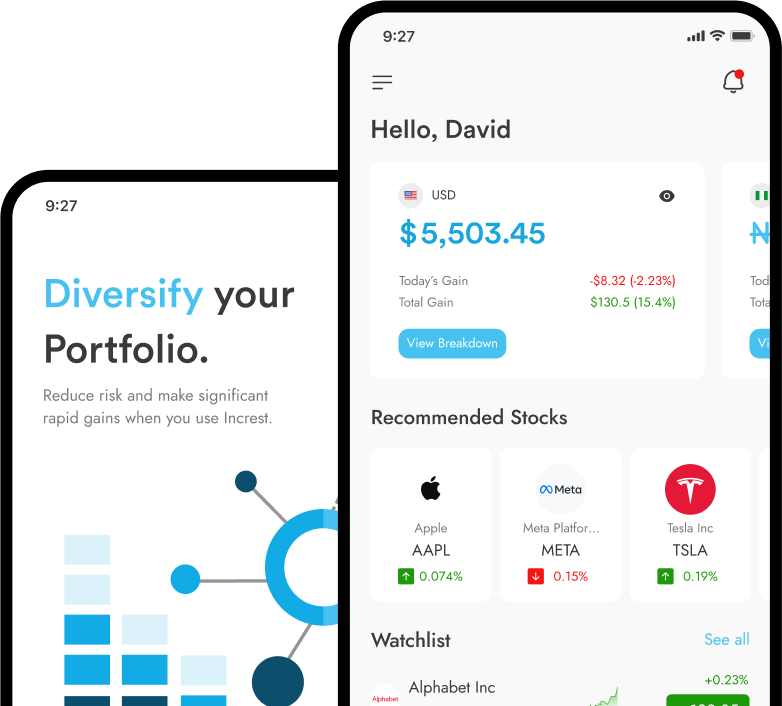 9:27
Diversify your
Portfolio.
Reduce risk and make significant
rapid gains when you use Increst.
9:27
Hello, David
USD
$5,503.45
Today's Gain -$8.32 (-2.23%)
Total Gain $130.5 (15.4%)
View Breakdown
₦
Recommended Stocks
Meta
Apple Meta Platfor... Tesla Inc
AAPL META TSLA
0.074% 0.15% 0.19%
Watchlist See all
+0.23%
Alphabet Inc
Alphabet